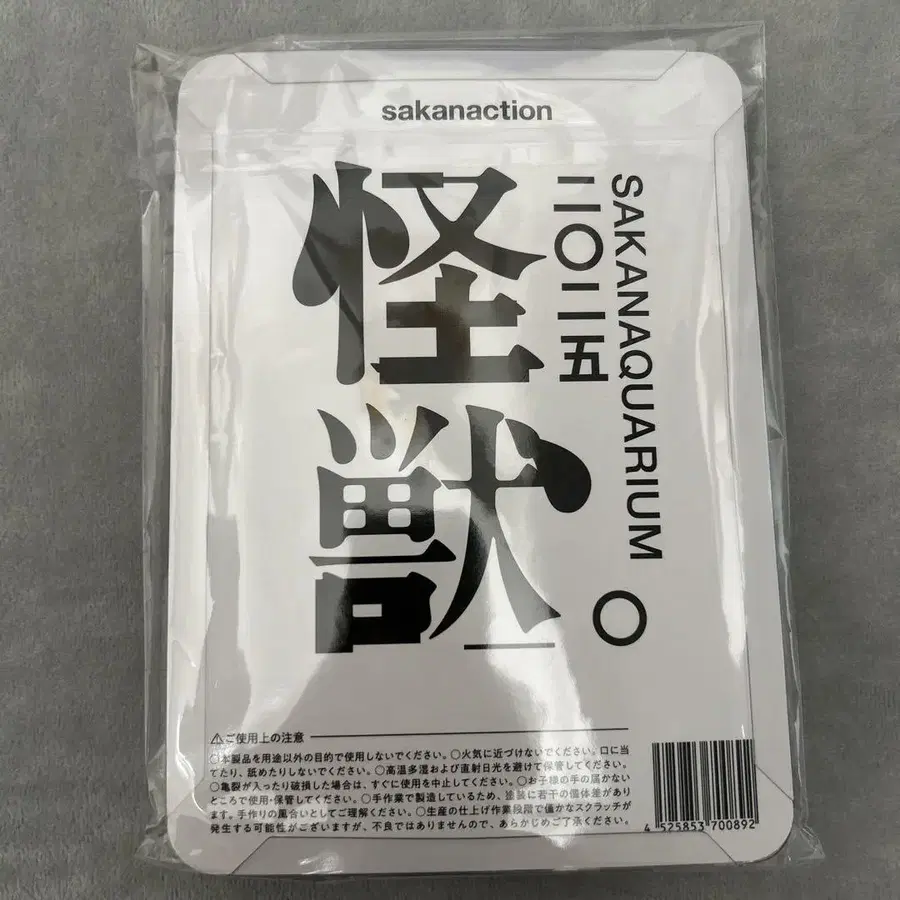 sakanaction
SAKANAQUARIUM
二〇二五
怪獣
⚠ご使用上の注意
〇本製品を用途以外の目的で使用しないでください。〇火気に近づけないでください。口に当
てたり、舐めたりしないでください。〇高温多湿および直射日光を避けて保管してください。
〇亀裂が入ったり破損した場合は、すぐに使用を中止してください。〇お子様の手の届かない
ところで使用・保管してください。〇手作業で製造しているため、塗装に若干の個体差があり
ます。手作りの風合いとしてご理解ください。〇生産の仕上げ作業段階で僅かなスクラッチが
発生する可能性がございますが、不良ではありませんので、あらかじめご了承ください。
4 525853 700892